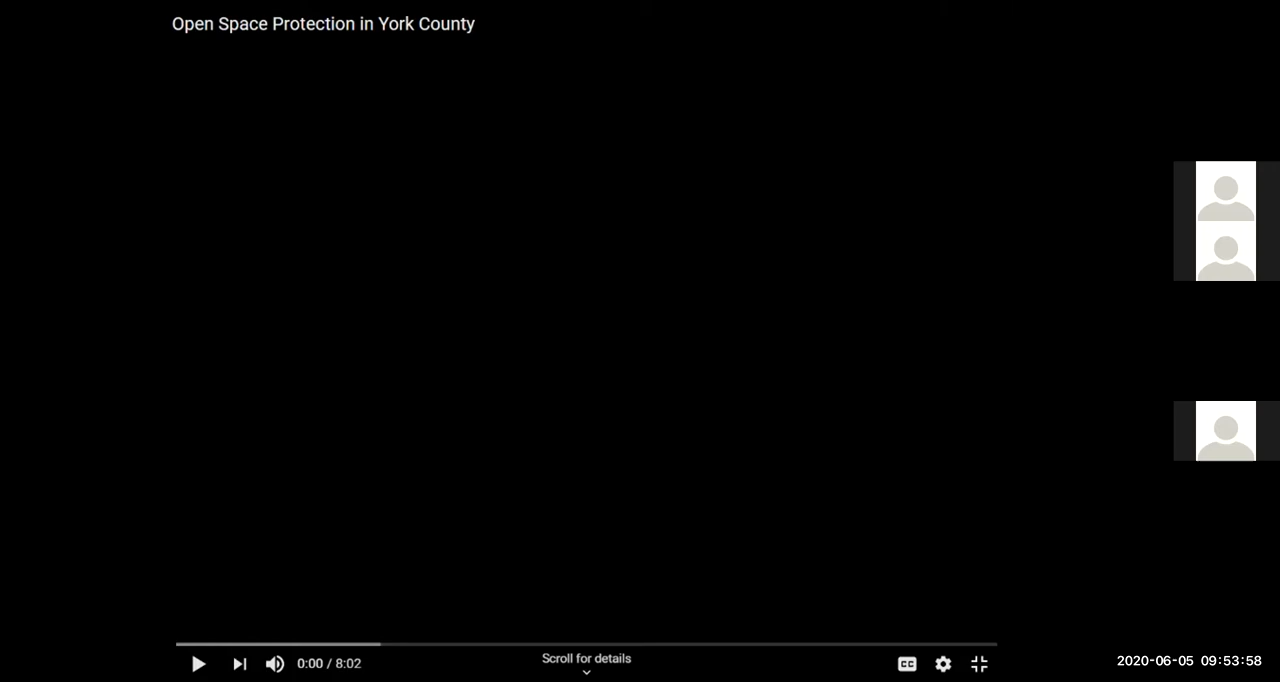 Open Space Protection in York County
0:00 / 8:02
Scroll for details
CC
2020-06-05 09:53:58